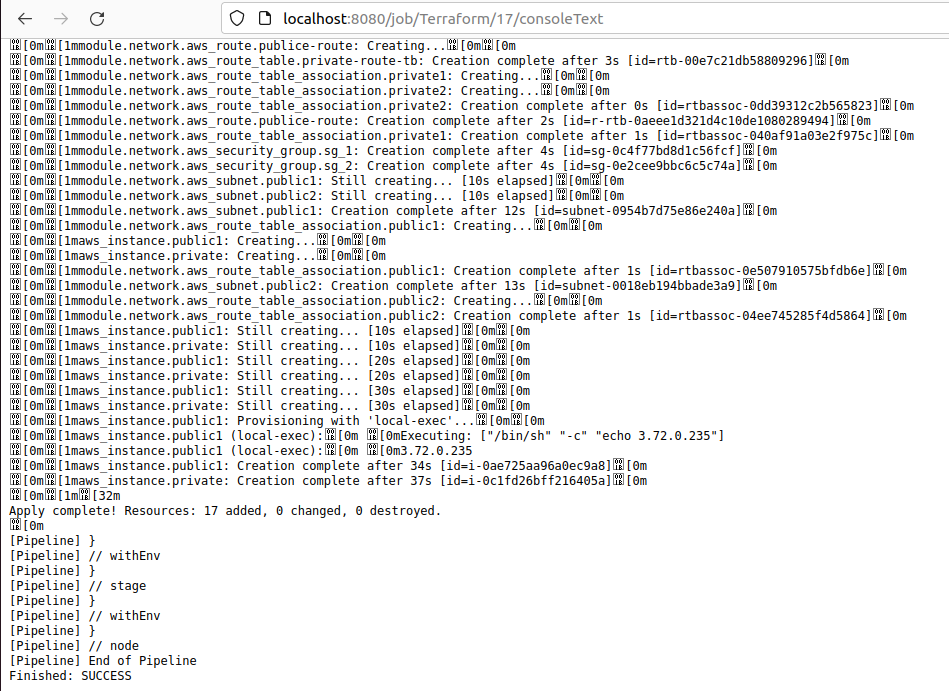 localhost:8080/job/Terraform/17/consoleText
[0m[1mmodule.network.aws_route.publice-route: Creating...[0m[0m
[0m[1mmodule.network.aws_route_table.private-route-tb: Creation complete after 3s [id=rtb-00e7c21db58809296][0m
[0m[1mmodule.network.aws_route_table_association.private1: Creating...[0m[0m
[0m[1mmodule.network.aws_route_table_association.private2: Creating...[0m[0m
[0m[1mmodule.network.aws_route_table_association.private2: Creation complete after 0s [id=rtbassoc-0dd39312c2b565823][0m
[0m[1mmodule.network.aws_route.publice-route: Creation complete after 2s [id=r-rtb-0aeee1d321d4c10de1080289494][0m
[0m[1mmodule.network.aws_route_table_association.private1: Creation complete after 1s [id=rtbassoc-040af91a03e2f975c][0m
[0m[1mmodule.network.aws_security_group.sg_1: Creation complete after 4s [id=sg-0c4f77bd8d1c56fcf][0m
[0m[1mmodule.network.aws_security_group.sg_2: Creation complete after 4s [id=sg-0e2cee9bbc6c5c74a][0m
[0m[1mmodule.network.aws_subnet.public1: Still creating... [10s elapsed][0m[0m
[0m[1mmodule.network.aws_subnet.public2: Still creating... [10s elapsed][0m[0m
[0m[1mmodule.network.aws_subnet.public1: Creation complete after 12s [id=subnet-0954b7d75e86e240a][0m
[0m[1mmodule.network.aws_route_table_association.public1: Creating...[0m[0m
[0m[1maws_instance.public1: Creating...[0m[0m
[0m[1maws_instance.private: Creating...[0m[0m
[0m[1mmodule.network.aws_route_table_association.public1: Creation complete after 1s [id=rtbassoc-0e507910575bfdb6e][0m
[0m[1mmodule.network.aws_subnet.public2: Creation complete after 13s [id=subnet-0018eb194bbade3a9][0m
[0m[1mmodule.network.aws_route_table_association.public2: Creating...[0m[0m
[0m[1mmodule.network.aws_route_table_association.public2: Creation complete after 1s [id=rtbassoc-04ee745285f4d5864][0m
[0m[1maws_instance.public1: Still creating... [10s elapsed][0m[0m
[0m[1maws_instance.private: Still creating... [10s elapsed][0m[0m
[0m[1maws_instance.public1: Still creating... [20s elapsed][0m[0m
[0m[1maws_instance.private: Still creating... [20s elapsed][0m[0m
[0m[1maws_instance.public1: Still creating... [30s elapsed][0m[0m
[0m[1maws_instance.private: Still creating... [30s elapsed][0m[0m
[0m[1maws_instance.public1: Provisioning with 'local-exec'...[0m[0m
[0m[1maws_instance.public1 (local-exec):[0m [0mExecuting: ["/bin/sh" "-c" "echo 3.72.0.235"]
[0m[1maws_instance.public1 (local-exec):[0m [0m3.72.0.235
[0m[1maws_instance.public1: Creation complete after 34s [id=i-0ae725aa96a0ec9a8][0m
[0m[1maws_instance.private: Creation complete after 37s [id=i-0c1fd26bff216405a][0m
[0m[1m[32m
Apply complete! Resources: 17 added, 0 changed, 0 destroyed.
[0m
[Pipeline] }
[Pipeline] // withEnv
[Pipeline] }
[Pipeline] // stage
[Pipeline] }
[Pipeline] // withEnv
[Pipeline] }
[Pipeline] // node
[Pipeline] End of Pipeline
Finished: SUCCESS